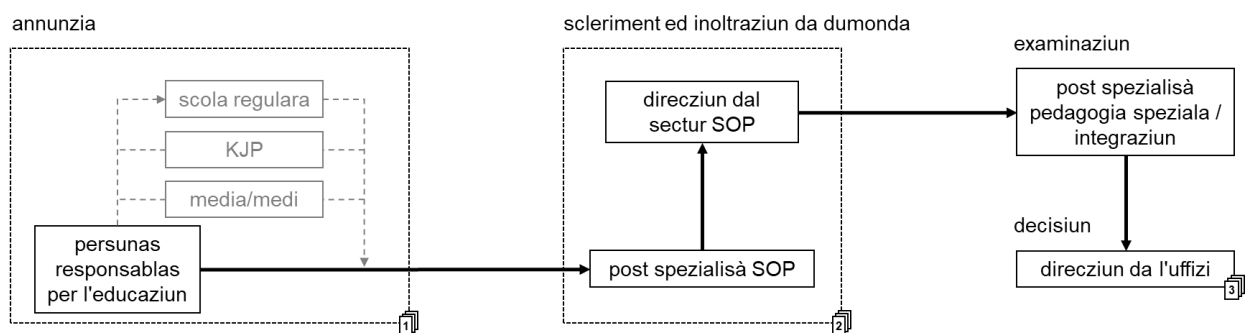 annunzia
scola regulara
KJP
media/medi
persunas
responsablas
per l'educaziun
1
scleriment ed inoltraziun da dumonda
direcziun dal
sectur SOP
post spezialisà SOP
2
examinaziun
post spezialisà
pedagogia speziala /
integraziun
decisiun
direcziun da l'uffizi
3